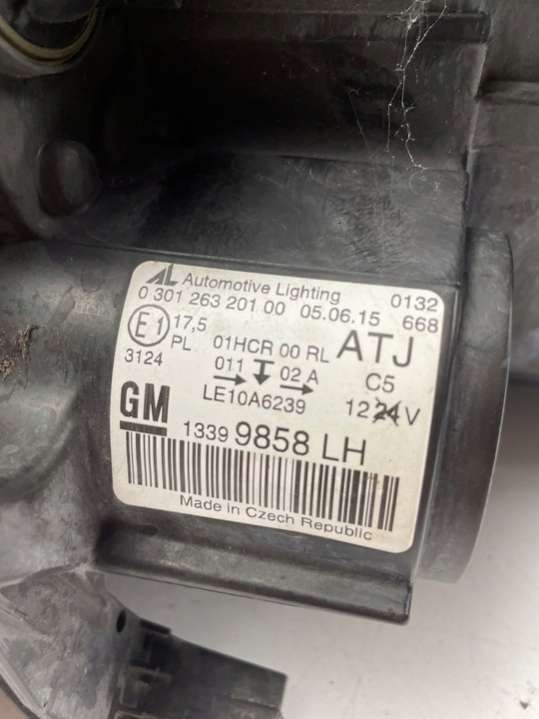 AL Automotive Lighting 0132
0 301 263 201 00 05.06.15 668
E1 17,5 PL 01HCR 00 RL ATJ
3124 011 02 A C5
LE10A6239 12 24 V
GM
1339 9858 LH
Made in Czech Republic